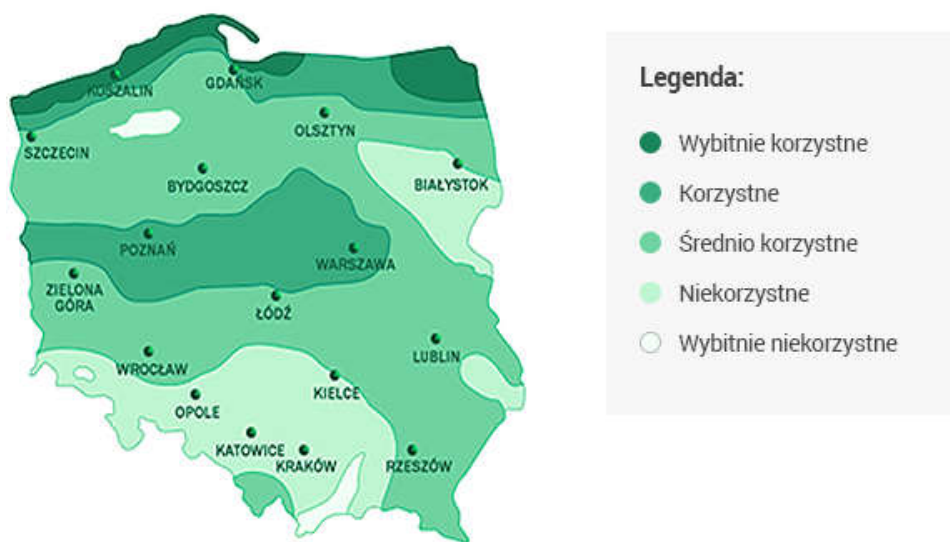 KOSZALIN
GDAŃSK
OLSZTYN
SZCZECIN
BYDGOSZCZ
BIAŁYSTOK
POZNAŃ
WARSZAWA
ZIELONA
GÓRA
ŁÓDŹ
LUBLIN
WROCŁAW
KIELCE
OPOLE
KATOWICE
KRAKÓW
RZESZÓW
Legenda:
Wybitnie korzystne
Korzystne
Średnio korzystne
Niekorzystne
Wybitnie niekorzystne